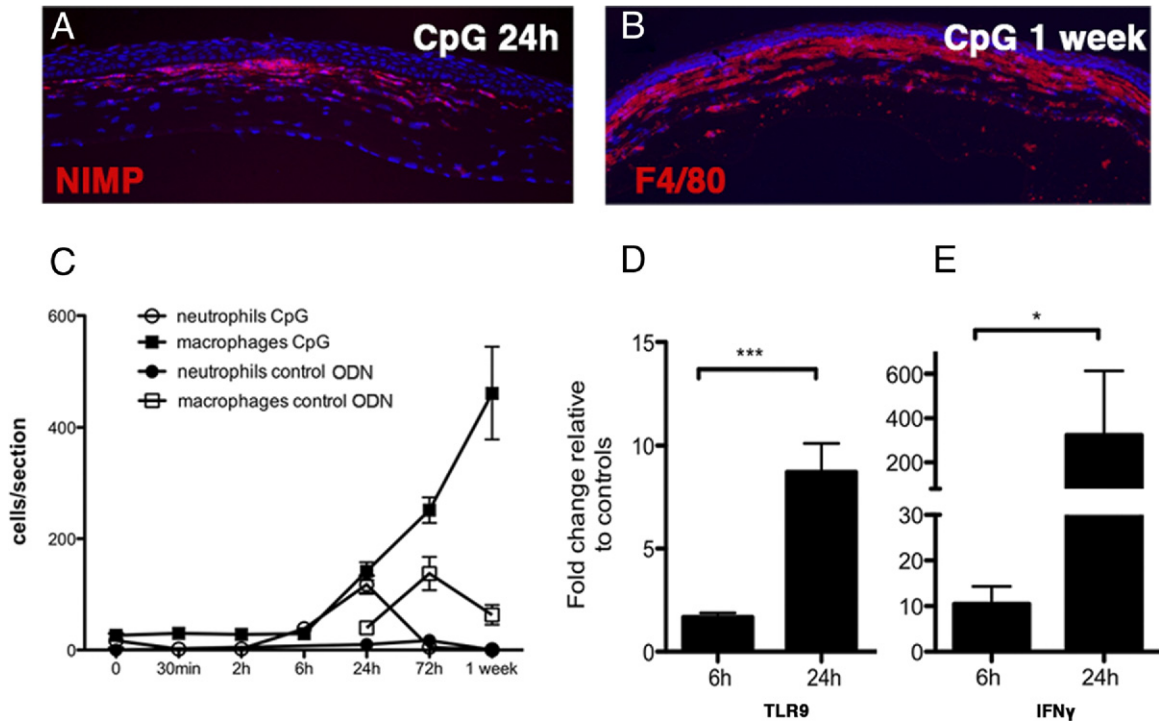 A
CpG 24h
NIMP
B
CpG 1 week
F4/80
C
neutrophils CpG
macrophages CpG
neutrophils control ODN
macrophages control ODN
cells/section
600
400
200
0
0 30min 2h 6h 24h 72h 1 week
D
Fold change relative
to controls
15
10
5
0
***
6h 24h
TLR9
E
*
600
400
200
30
20
10
0
6h 24h
IFNγ